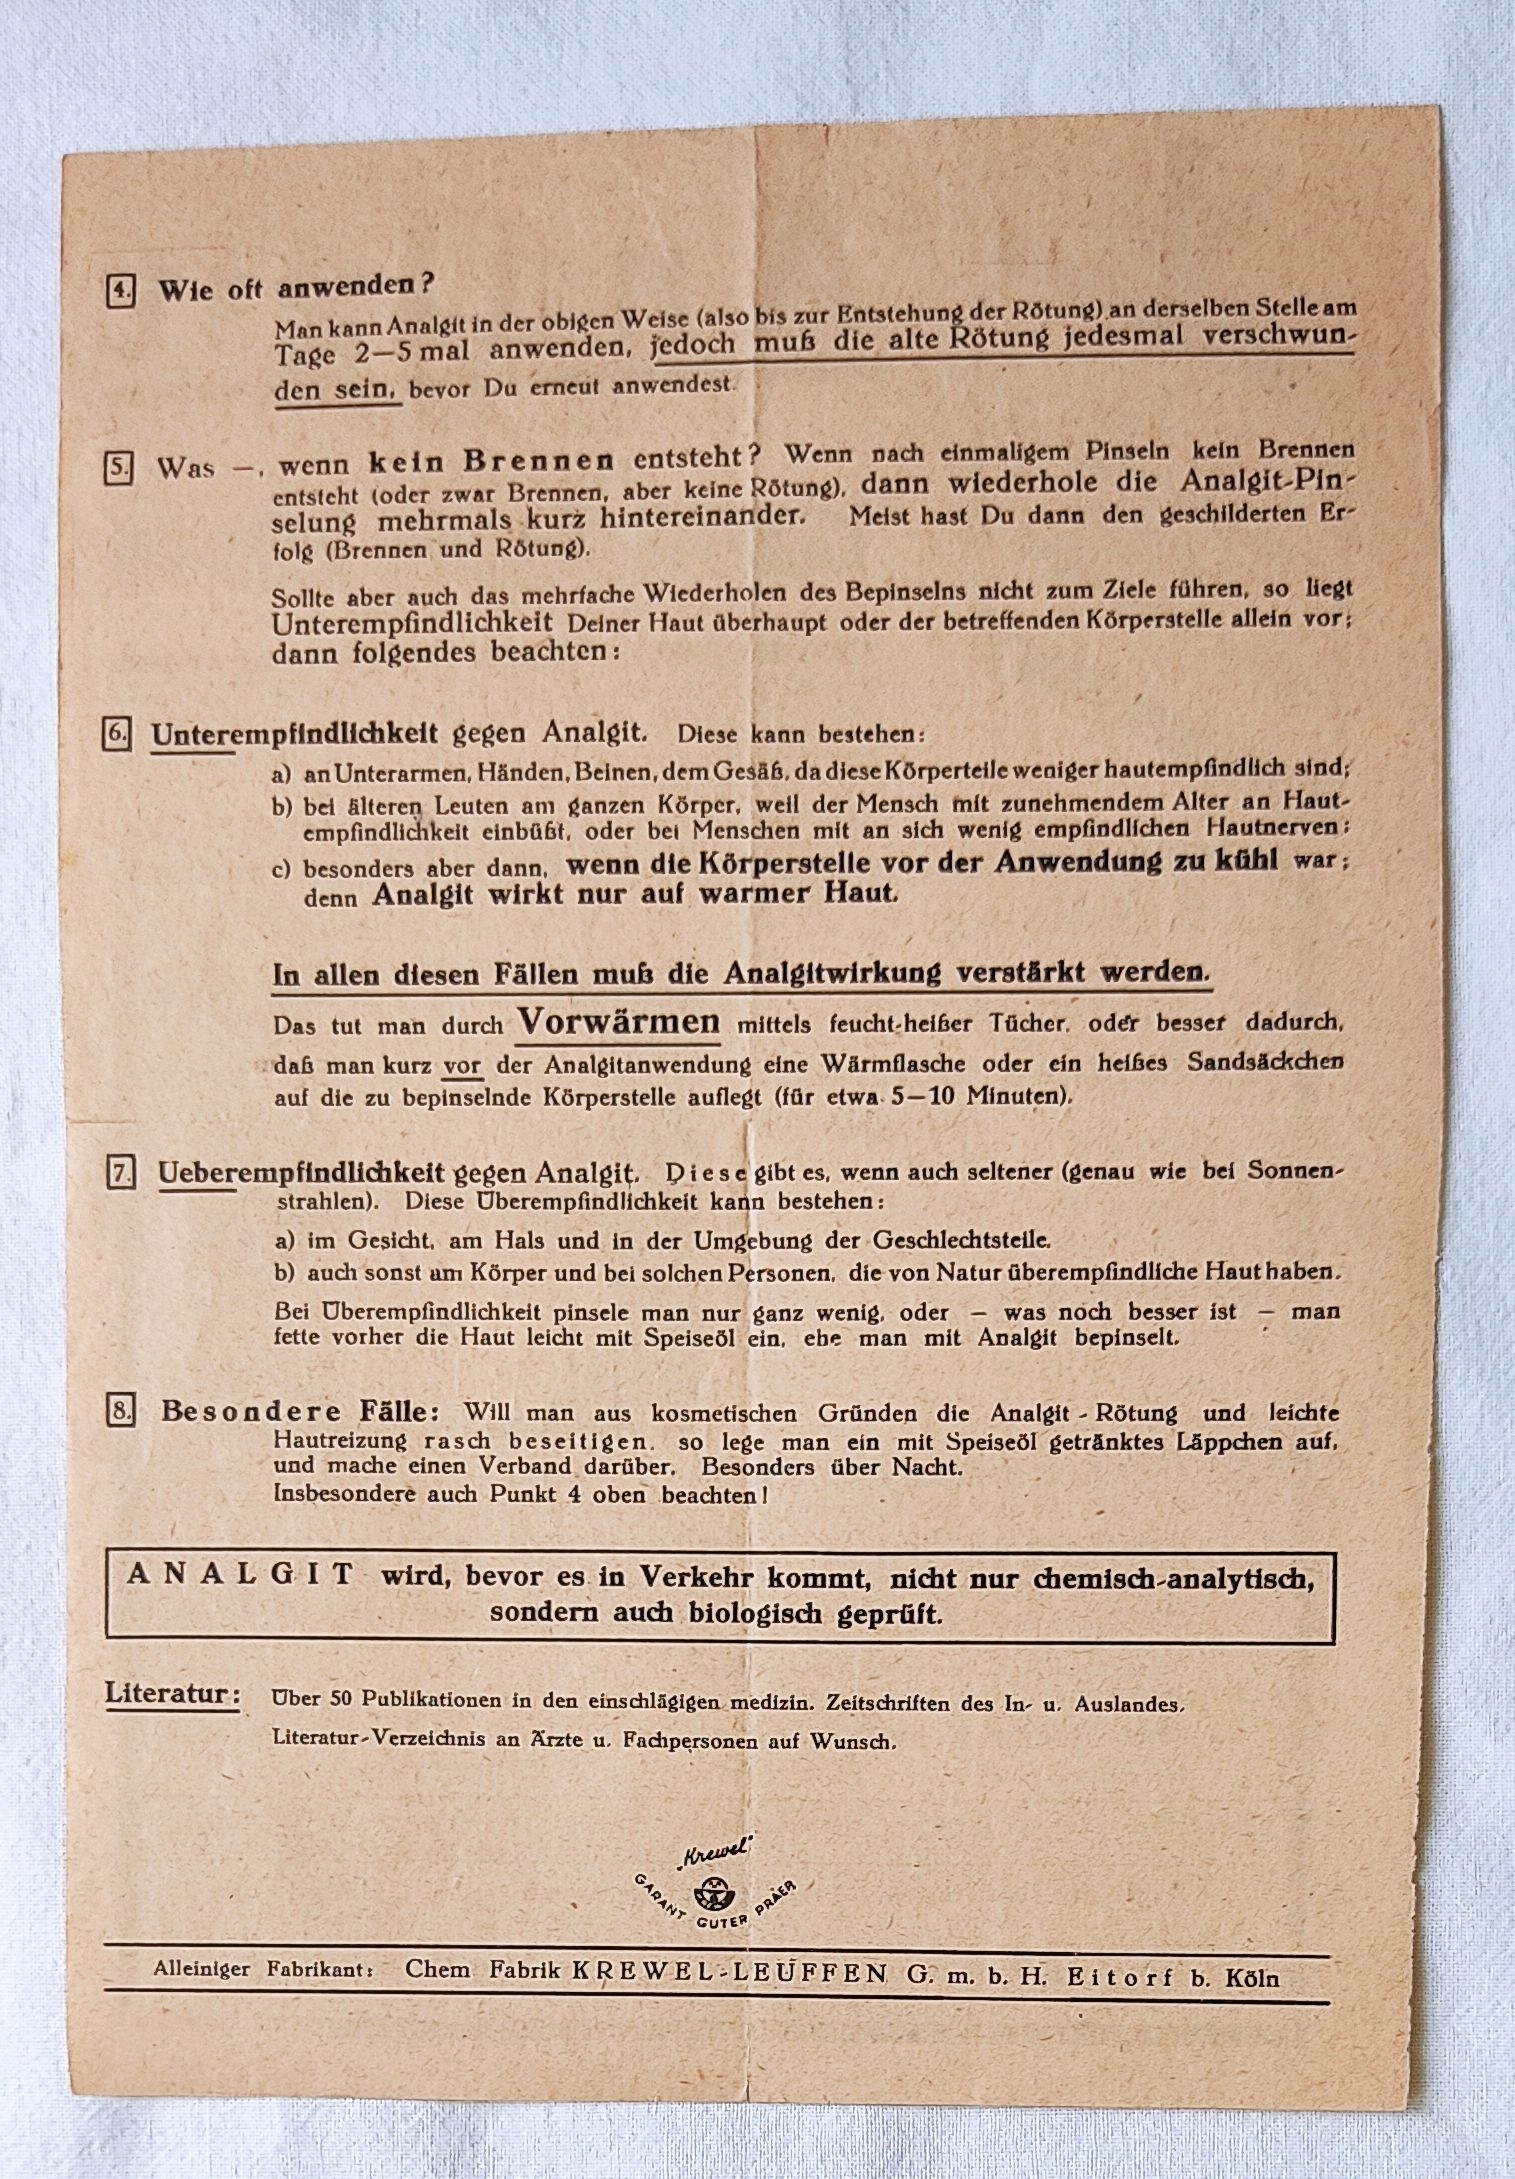 4. Wie oft anwenden?
Man kann Analgit in der obigen Weise (also bis zur Entstehung der Rötung) an derselben Stelle am
Tage 2—5 mal anwenden, jedoch muß die alte Rötung jedesmal verschwun-
den sein, bevor Du erneut anwendest.
5. Was —, wenn kein Brennen entsteht? Wenn nach einmaligem Pinseln kein Brennen
entsteht (oder zwar Brennen, aber keine Rötung), dann wiederhole die Analgit-Pin-
selung mehrmals kurz hintereinander. Meist hast Du dann den geschilderten Er-
folg (Brennen und Rötung).
Sollte aber auch das mehrfache Wiederholen des Bepinselns nicht zum Ziele führen, so liegt
Unterempfindlichkeit Deiner Haut überhaupt oder der betreffenden Körperstelle allein vor;
dann folgendes beachten:
6. Unterempfindlichkeit gegen Analgit. Diese kann bestehen:
a) an Unterarmen, Händen, Beinen, dem Gesäß, da diese Körperteile weniger hautempfindlich sind;
b) bei älteren Leuten am ganzen Körper, weil der Mensch mit zunehmendem Alter an Haut-
empfindlichkeit einbüßt, oder bei Menschen mit an sich wenig empfindlichen Hautnerven;
c) besonders aber dann, wenn die Körperstelle vor der Anwendung zu kühl war;
denn Analgit wirkt nur auf warmer Haut.
In allen diesen Fällen muß die Analgitwirkung verstärkt werden.
Das tut man durch Vorwärmen mittels feucht-heißer Tücher, oder besser dadurch,
daß man kurz vor der Analgitanwendung eine Wärmflasche oder ein heißes Sandsäckchen
auf die zu bepinselnde Körperstelle auflegt (für etwa 5—10 Minuten).
7. Ueberempfindlichkeit gegen Analgit. Diese gibt es, wenn auch seltener (genau wie bei Sonnen-
strahlen). Diese Überempfindlichkeit kann bestehen:
a) im Gesicht, am Hals und in der Umgebung der Geschlechtsteile.
b) auch sonst am Körper und bei solchen Personen, die von Natur überempfindliche Haut haben.
Bei Überempfindlichkeit pinsele man nur ganz wenig, oder — was noch besser ist — man
fette vorher die Haut leicht mit Speiseöl ein, ehe man mit Analgit bepinselt.
8. Besondere Fälle: Will man aus kosmetischen Gründen die Analgit-Rötung und leichte
Hautreizung rasch beseitigen, so lege man ein mit Speiseöl getränktes Läppchen auf,
und mache einen Verband darüber. Besonders über Nacht.
Insbesondere auch Punkt 4 oben beachten!
ANALGIT wird, bevor es in Verkehr kommt, nicht nur chemisch-analytisch,
sondern auch biologisch geprüft.
Literatur: Über 50 Publikationen in den einschlägigen medizin. Zeitschriften des In- u. Auslandes.
Literatur-Verzeichnis an Ärzte u. Fachpersonen auf Wunsch.
„Krewel"
GARANT GUTER PRÄER
Alleiniger Fabrikant: Chem Fabrik KREWEL-LEUFFEN G. m. b. H. Eitorf b. Köln